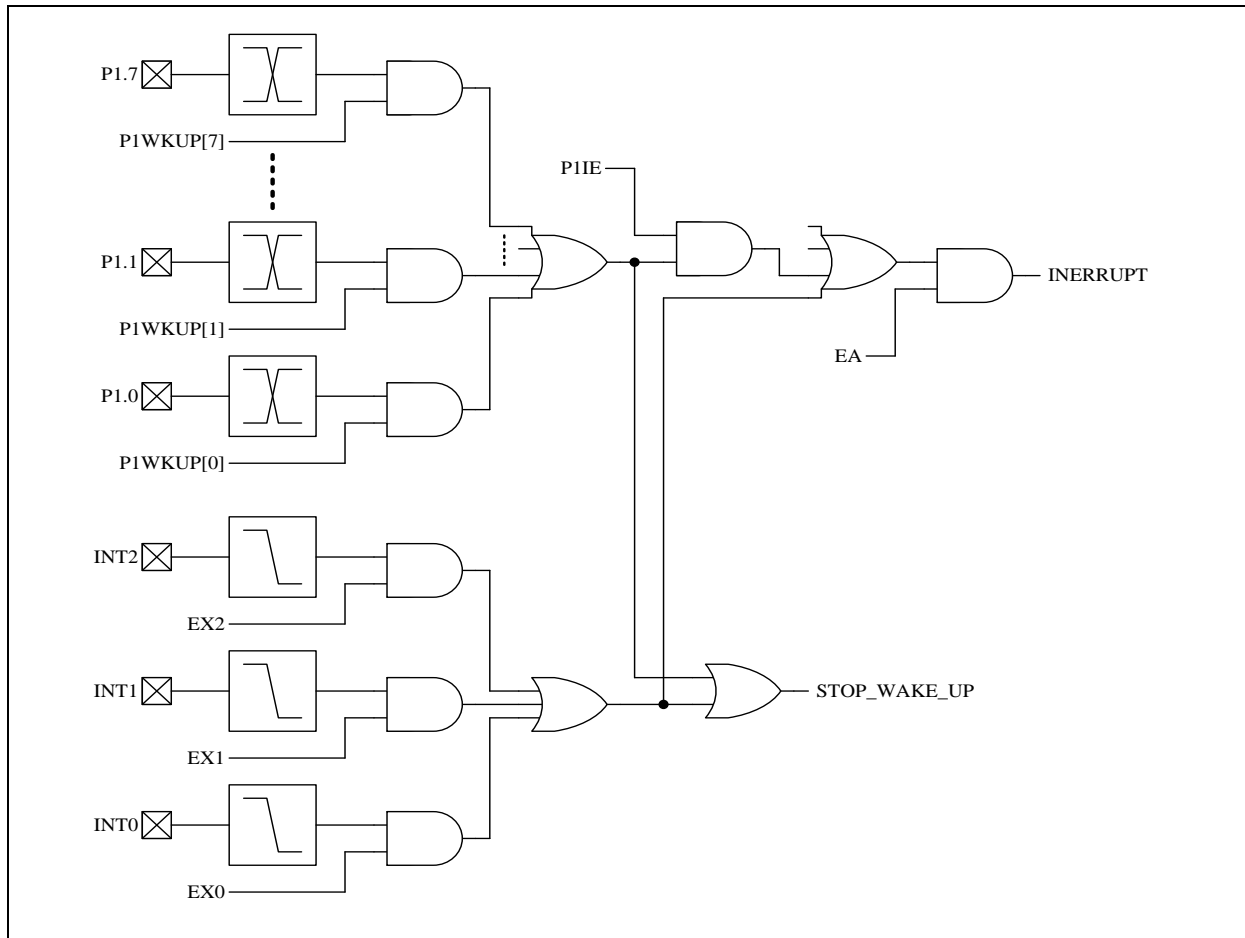 P1.7
P1WKUP[7]
P1IE
P1.1
INERRUPT
P1WKUP[1]
EA
P1.0
P1WKUP[0]
INT2
EX2
INT1
STOP_WAKE_UP
EX1
INT0
EX0